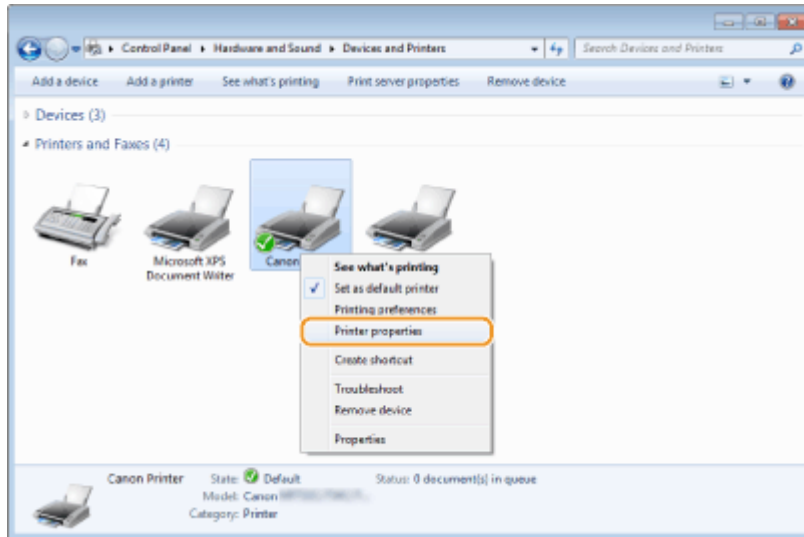 Control Panel ▸ Hardware and Sound ▸ Devices and Printers
Search Devices and Printers
Add a device Add a printer See what's printing Print server properties Remove device
Devices (3)
Printers and Faxes (4)
Fax
Microsoft XPS
Document Writer
Canon
See what's printing
Set as default printer
Printing preferences
Printer properties
Create shortcut
Troubleshoot
Remove device
Properties
Canon Printer State: Default Status: 0 document(s) in queue
Model: Canon
Category: Printer